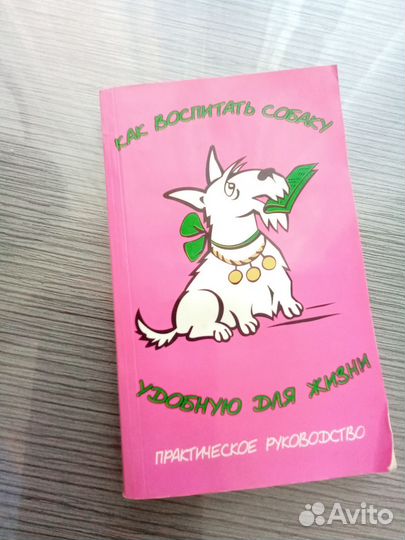 КАК ВОСПИТАТЬ СОБАКУ
УДОБНУЮ ДЛЯ ЖИЗНИ
ПРАКТИЧЕСКОЕ РУКОВОДСТВО
Avito